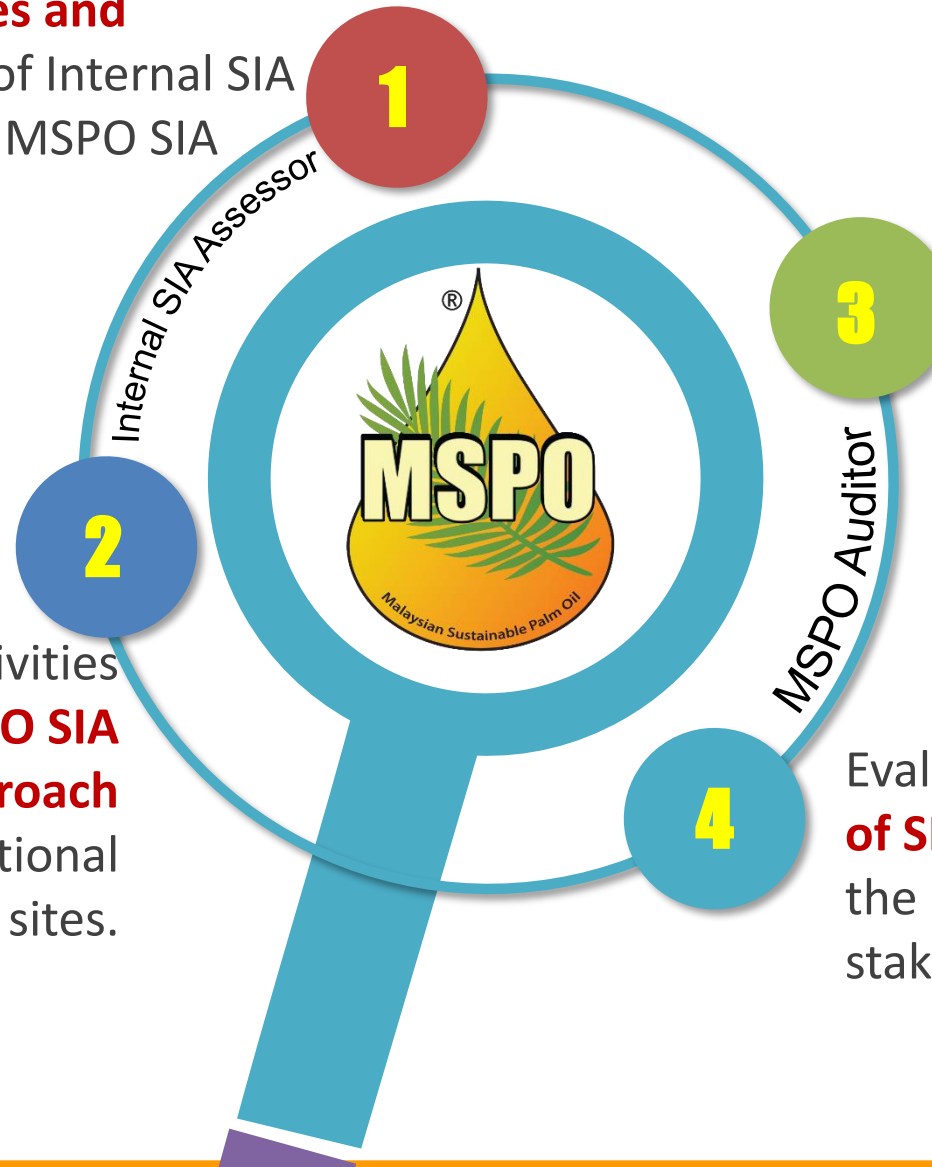 es and
of Internal SIA
MSPO SIA
1
Internal SIA Assessor
2
ivities
O SIA
roach
tional
sites.
®
MSPO
Malaysian Sustainable Palm Oil
3
MSPO Auditor
4
Eval
of SI
the
stak